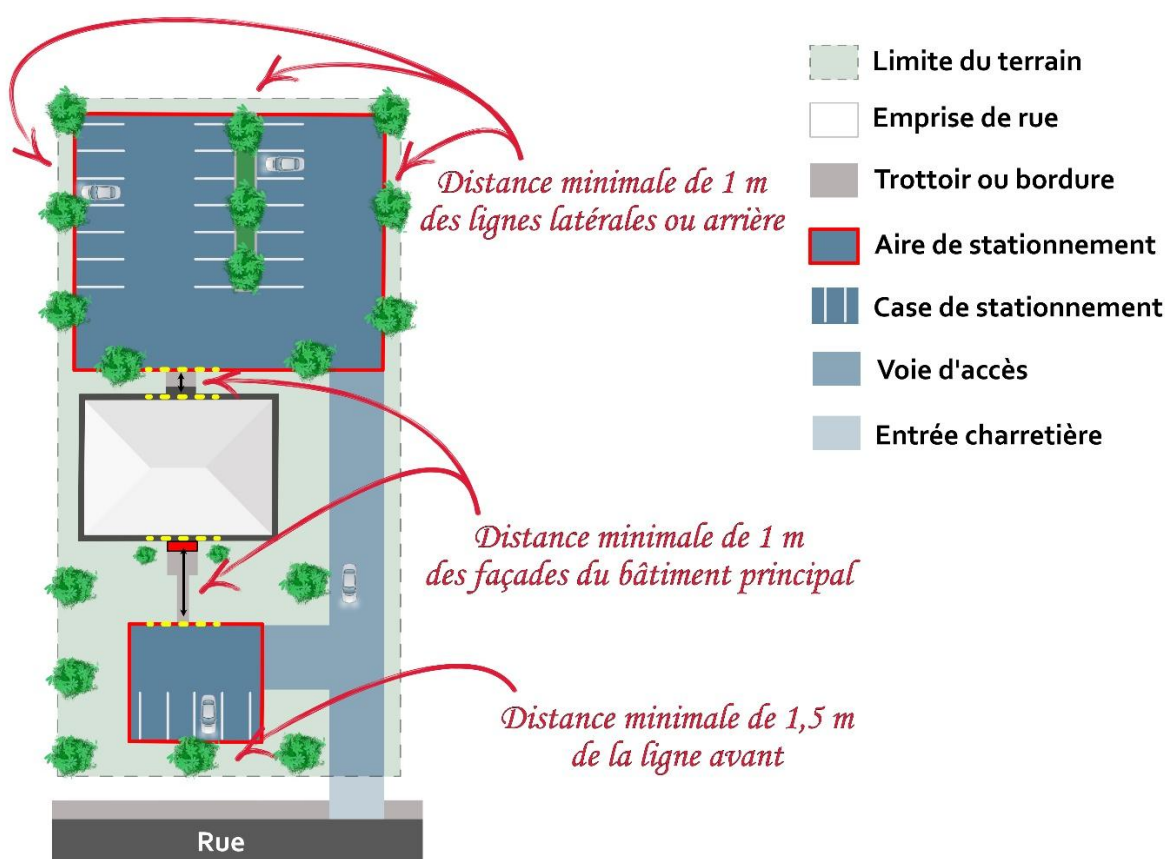 Limite du terrain
Emprise de rue
Trottoir ou bordure
Aire de stationnement
Case de stationnement
Voie d'accès
Entrée charretière
Distance minimale de 1 m
des lignes latérales ou arrière
Distance minimale de 1 m
des façades du bâtiment principal
Distance minimale de 1,5 m
de la ligne avant
Rue